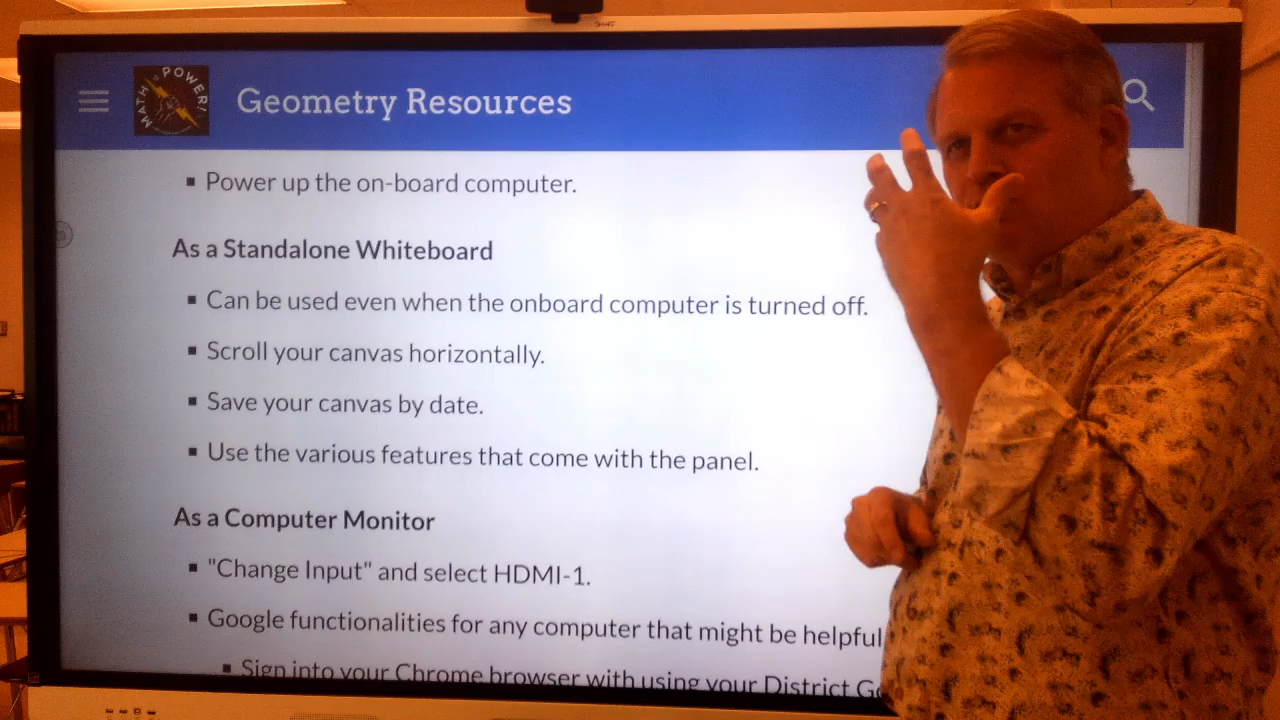 SMART
MATH is POWER!
Geometry Resources
▪ Power up the on-board computer.
As a Standalone Whiteboard
▪ Can be used even when the onboard computer is turned off.
▪ Scroll your canvas horizontally.
▪ Save your canvas by date.
▪ Use the various features that come with the panel.
As a Computer Monitor
▪ "Change Input" and select HDMI-1.
▪ Google functionalities for any computer that might be helpful
▪ Sign into your Chrome browser with using your District